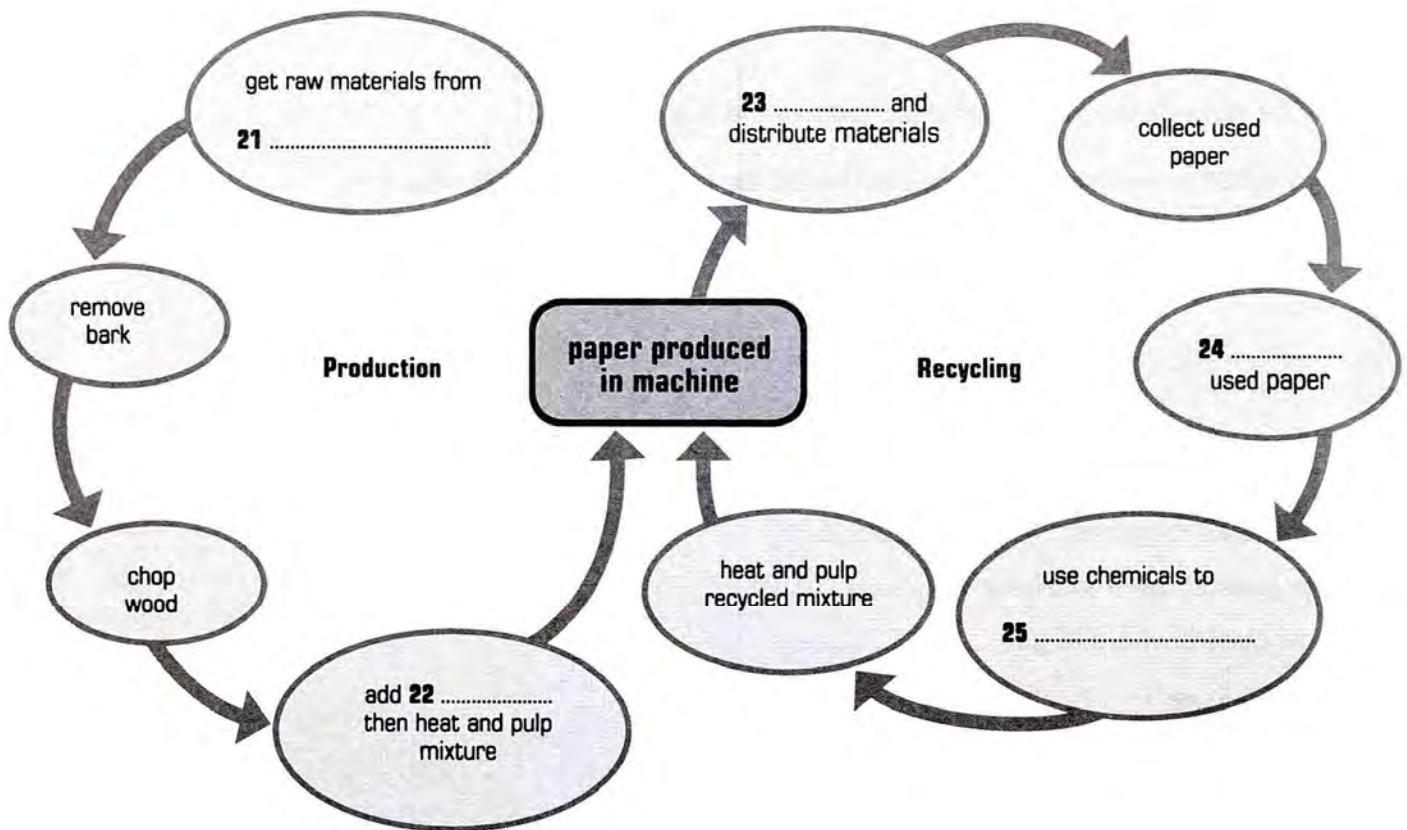 get raw materials from
21 ......................................
remove
bark
chop
wood
add 22 ...................
then heat and pulp
mixture
Production
paper produced
in machine
Recycling
23 ................... and
distribute materials
collect used
paper
24 ...................
used paper
use chemicals to
25 ......................................
heat and pulp
recycled mixture